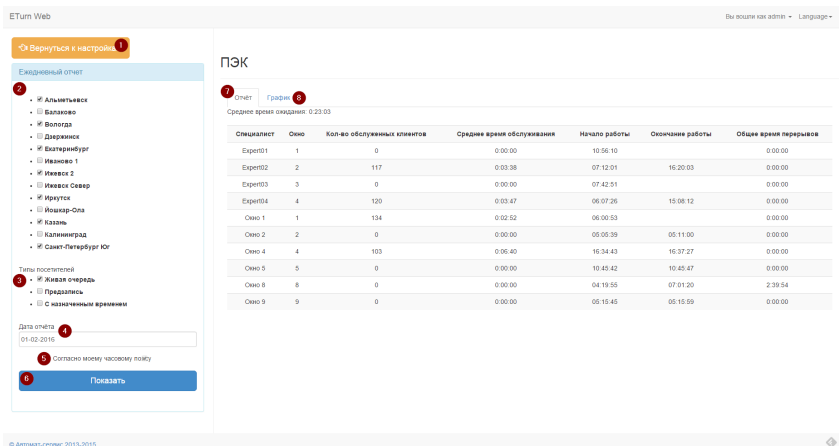 ETurn Web
Вы вошли как admin Language
Вернуться к настройке
1
Ежедневный отчет
2
Альметьевск
Балаково
Вологда
Дзержинск
Екатеринбург
Иваново 1
Ижевск 2
Ижевск Север
Иркутск
Йошкар-Ола
Казань
Калининград
Санкт-Петербург Юг
Типы посетителей
3 Живая очередь
Предзапись
С назначенным временем
Дата отчёта 4
01-02-2016
5 Согласно моему часовому поясу
6 Показать
ПЭК
7 Отчёт График 8
Среднее время ожидания: 0:23:03
Специалист Окно Кол-во обслуженных клиентов Среднее время обслуживания Начало работы Окончание работы Общее время перерывов
Expert01 1 0 0:00:00 10:56:10 0:00:00
Expert02 2 117 0:03:38 07:12:01 16:20:03 0:00:00
Expert03 3 0 0:00:00 07:42:51 0:00:00
Expert04 4 120 0:03:47 06:07:26 15:08:12 0:00:00
Окно 1 1 134 0:02:52 06:00:53 0:00:00
Окно 2 2 0 0:00:00 05:05:39 05:11:00 0:00:00
Окно 4 4 103 0:06:40 16:34:43 16:37:27 0:00:00
Окно 5 5 0 0:00:00 10:45:42 10:45:47 0:00:00
Окно 8 8 0 0:00:00 04:19:55 07:01:20 2:39:54
Окно 9 9 0 0:00:00 05:15:45 05:15:59 0:00:00
© Автомат-сервис 2013-2015